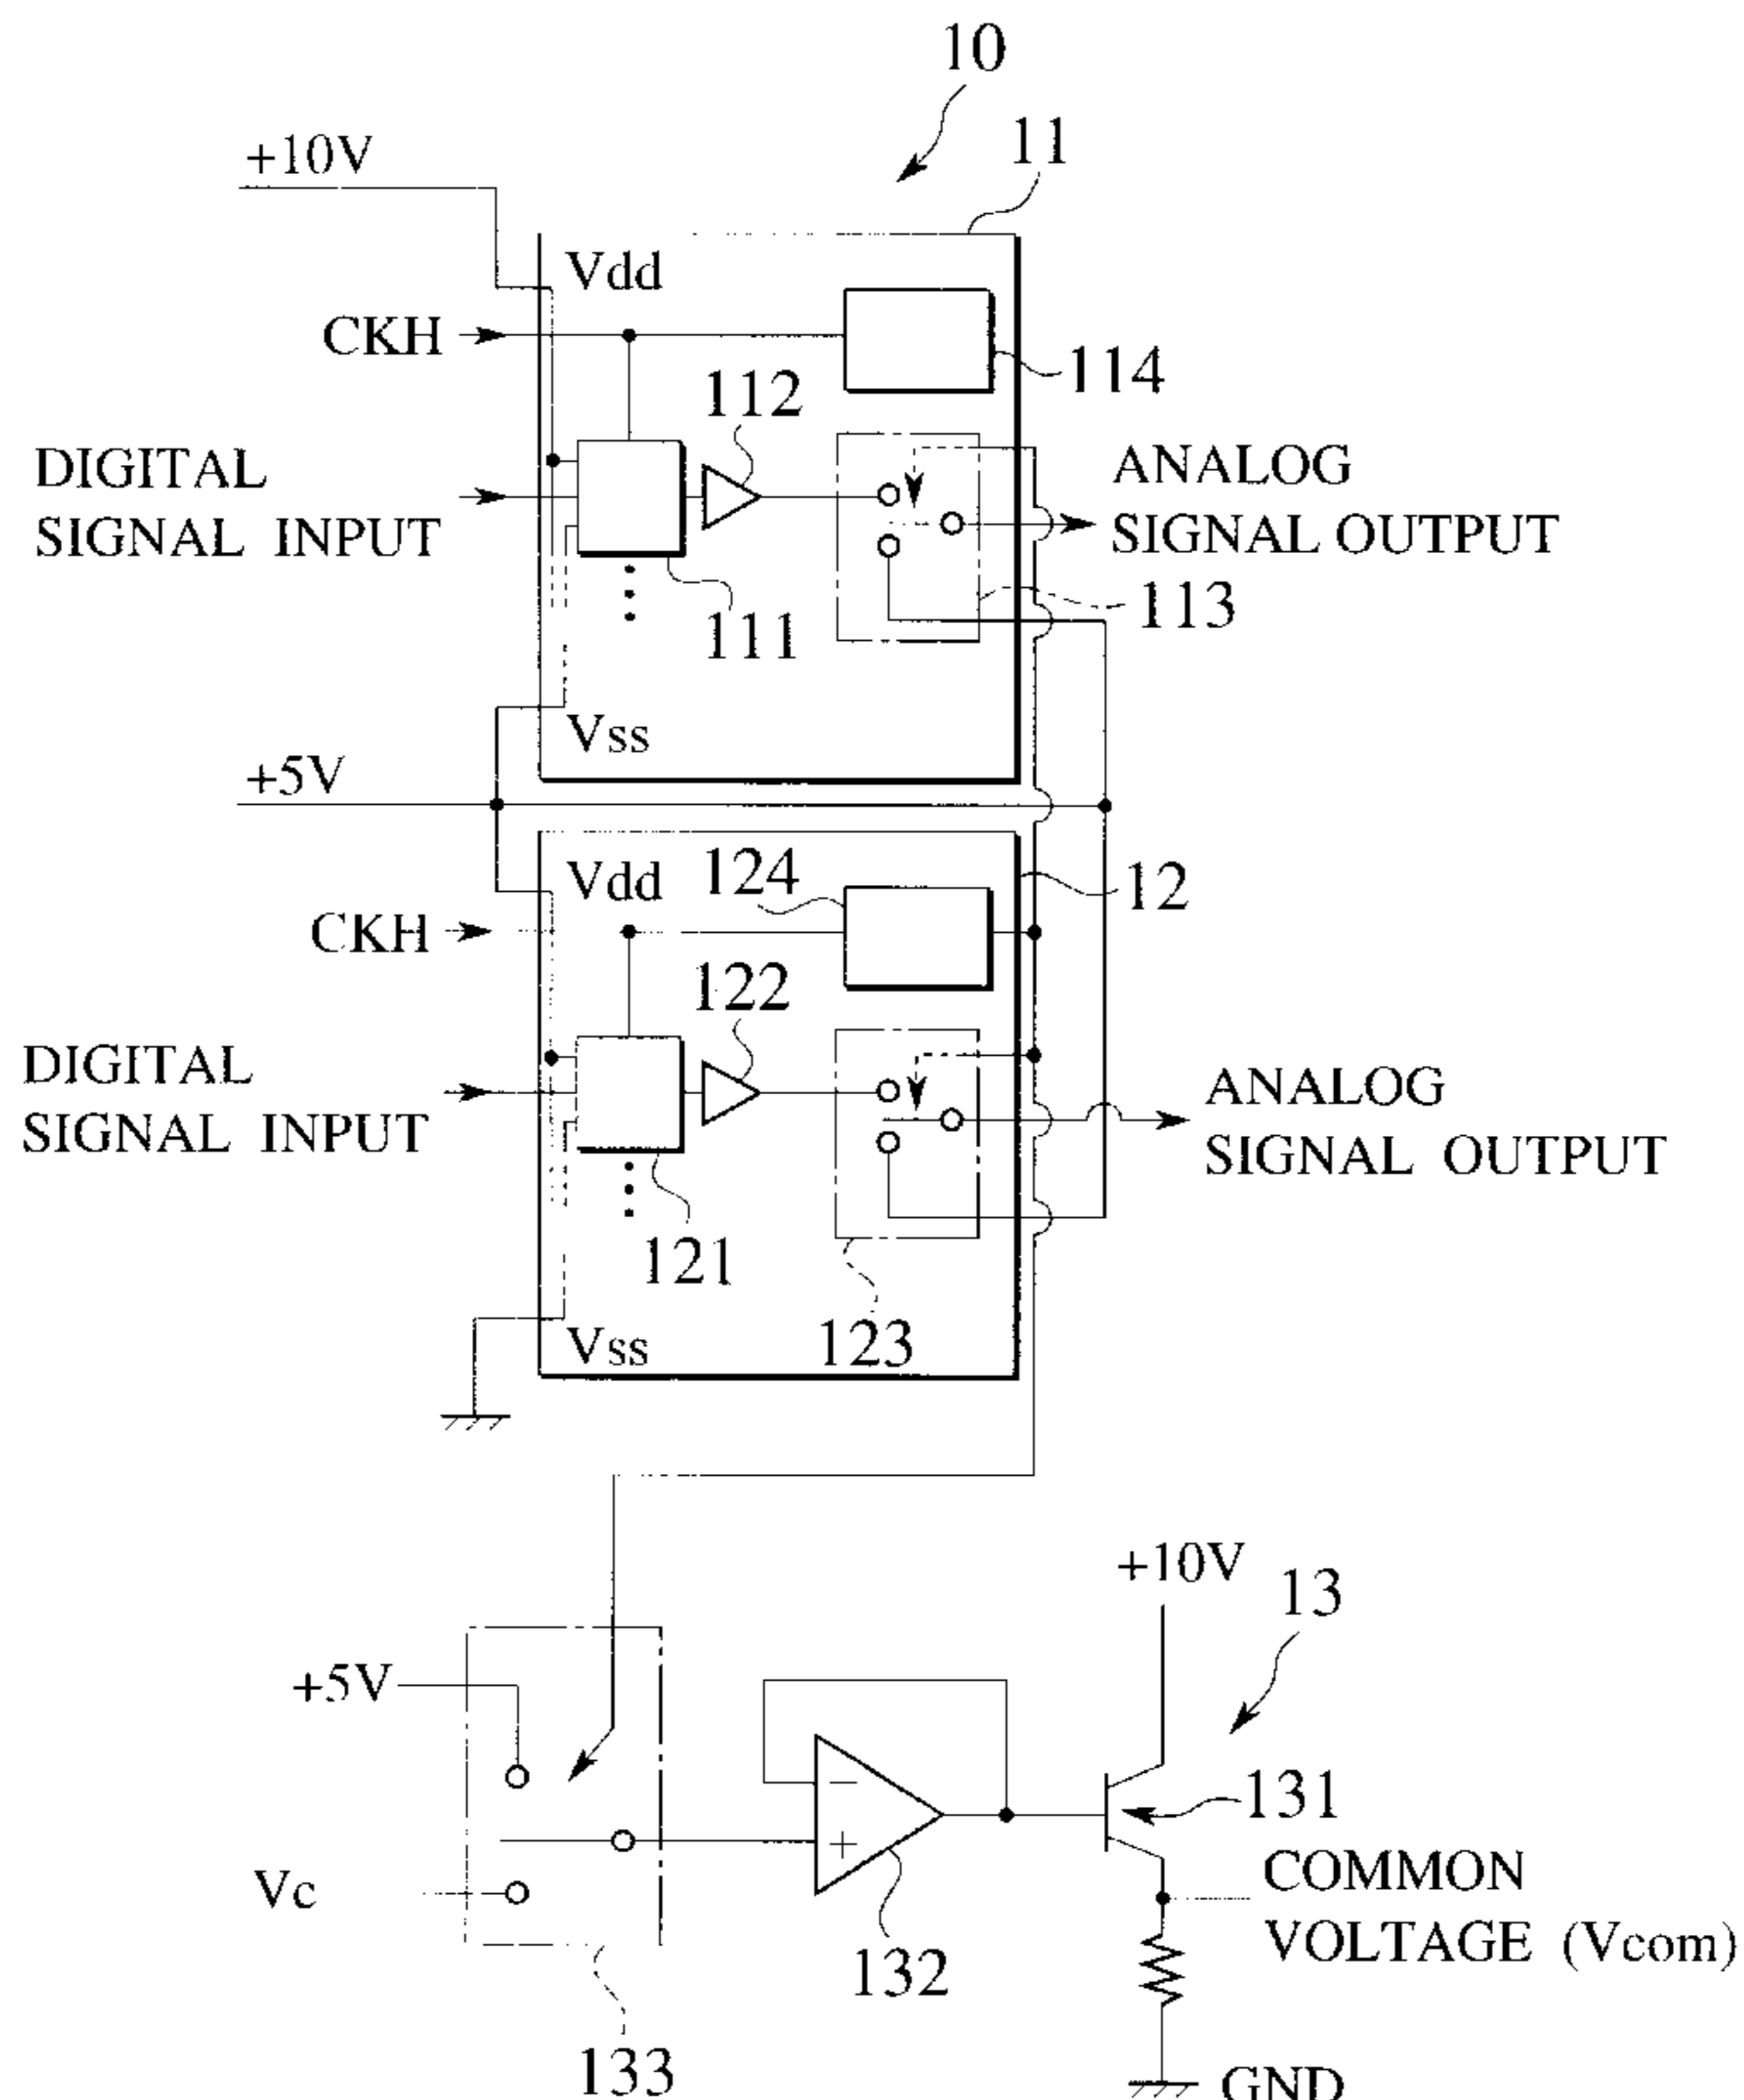 10
11
+10V
Vdd
CKH
114
112
DIGITAL
SIGNAL INPUT
ANALOG
SIGNAL OUTPUT
113
111
Vss
+5V
Vdd
124
12
CKH
122
DIGITAL
SIGNAL INPUT
ANALOG
SIGNAL OUTPUT
121
123
Vss
+10V
13
+5V
−
+
131
Vc
COMMON
VOLTAGE (Vcom)
132
133
GND